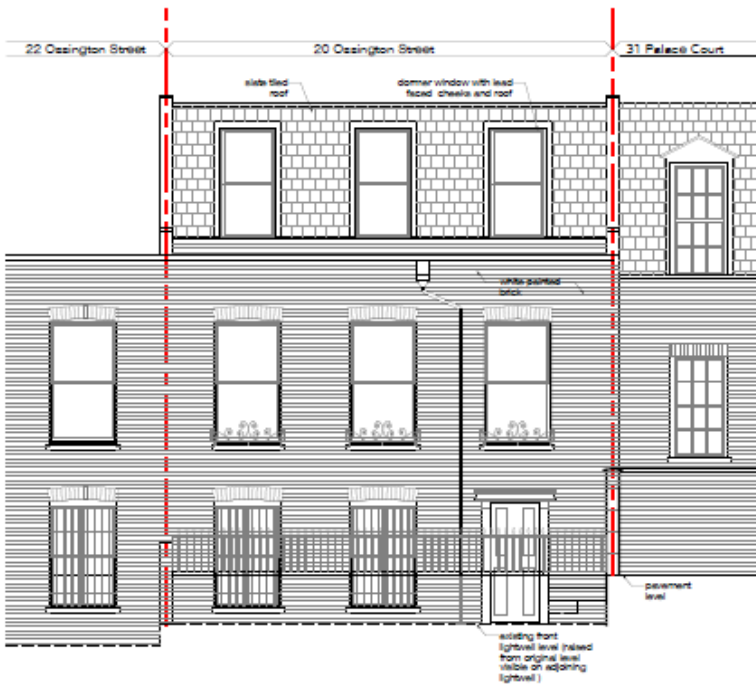 22 Ossington Street
20 Ossington Street
31 Palace Court
slate tiled
roof
dormer window with lead
faced cheeks and roof
white painted
brick
pavement
level
existing front
lightwell level (raised
from original level
visible on adjoining
lightwell )